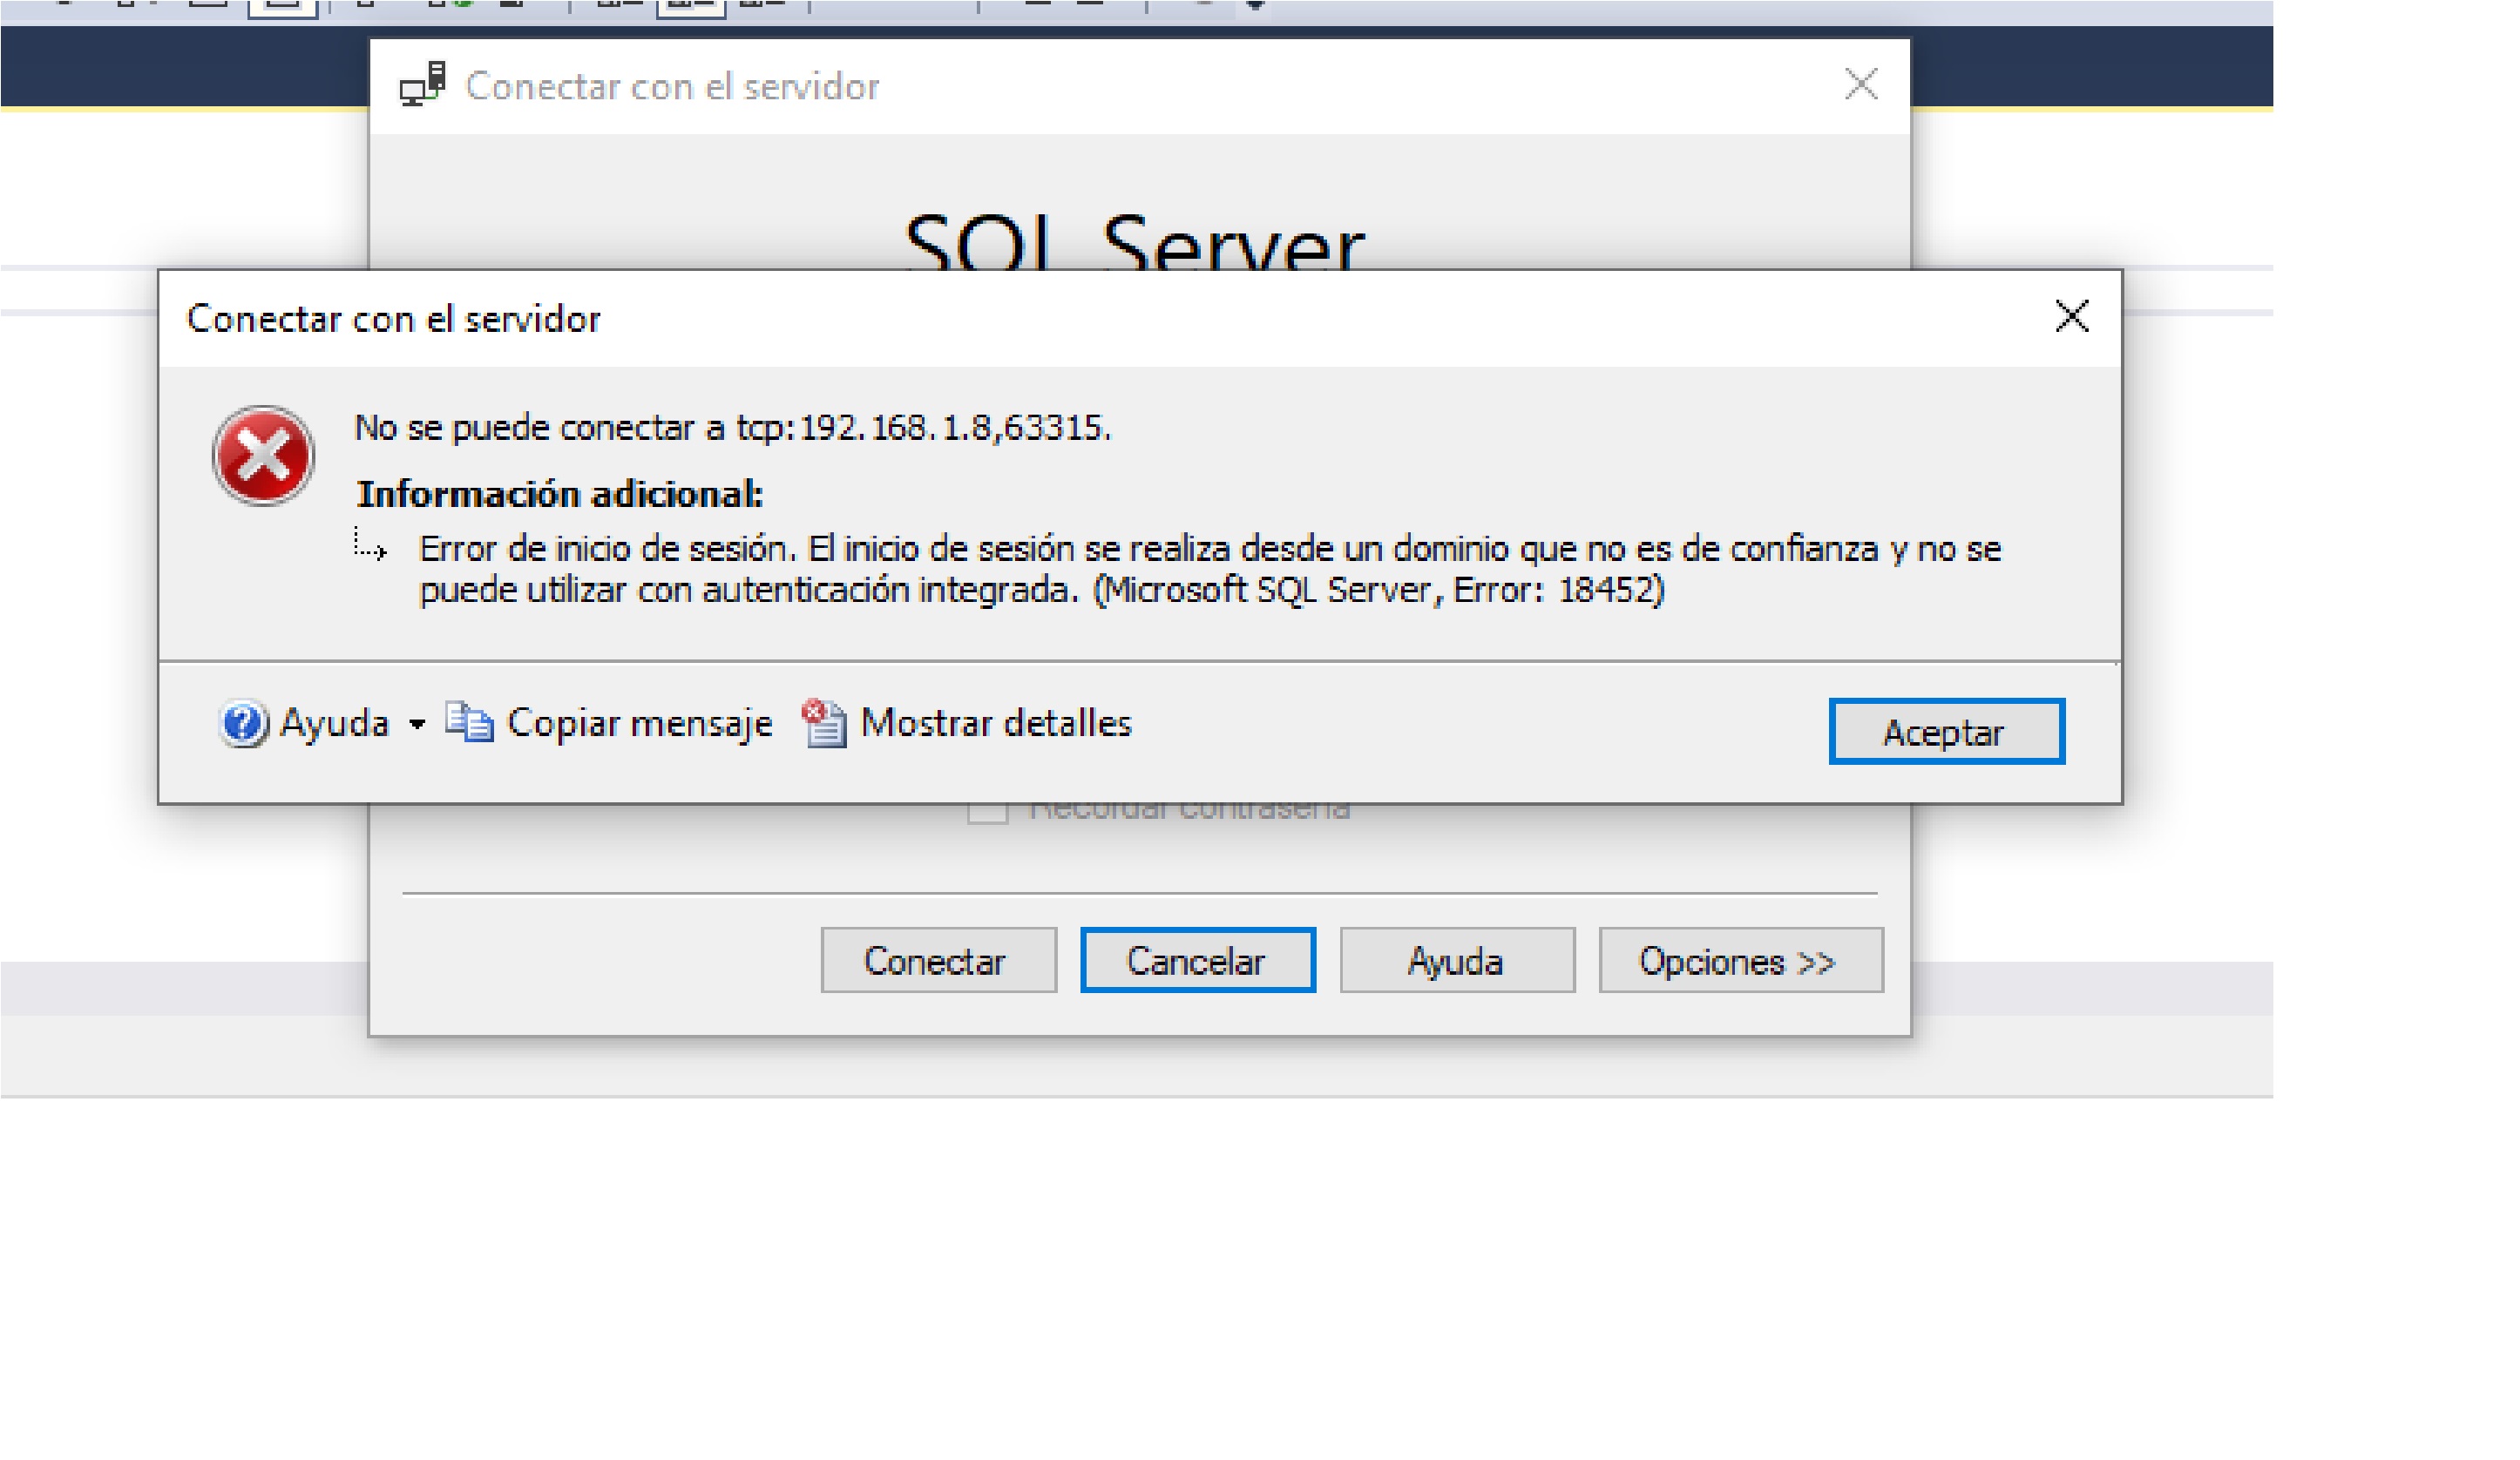 Conectar con el servidor
SQL Server
Conectar con el servidor
No se puede conectar a tcp:192.168.1.8,63315.
Información adicional:
Error de inicio de sesión. El inicio de sesión se realiza desde un dominio que no es de confianza y no se
puede utilizar con autenticación integrada. (Microsoft SQL Server, Error: 18452)
Ayuda
Copiar mensaje
Mostrar detalles
Aceptar
Recordar contraseña
Conectar
Cancelar
Ayuda
Opciones >>